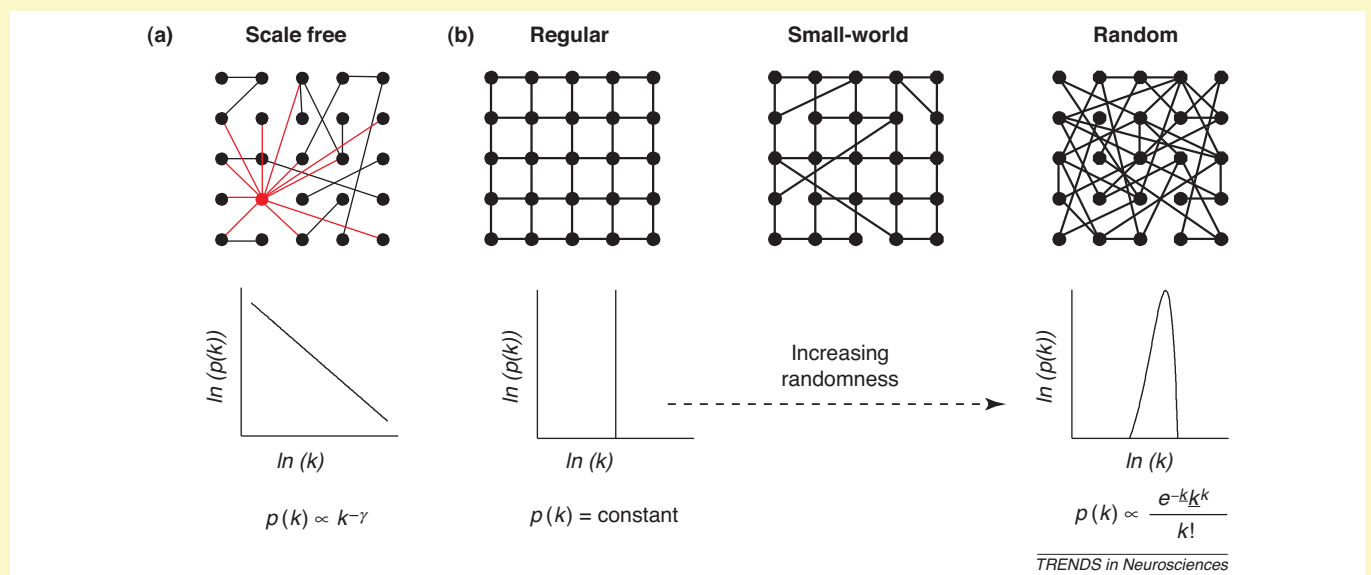 (a) Scale free
(b) Regular
Small-world
Random
ln (p(k))
ln (k)
p (k) ∝ k^–γ
ln (p(k))
ln (k)
p (k) = constant
Increasing
randomness
ln (p(k))
ln (k)
p (k) ∝ e^–k̲ k̲^k / k!
TRENDS in Neurosciences